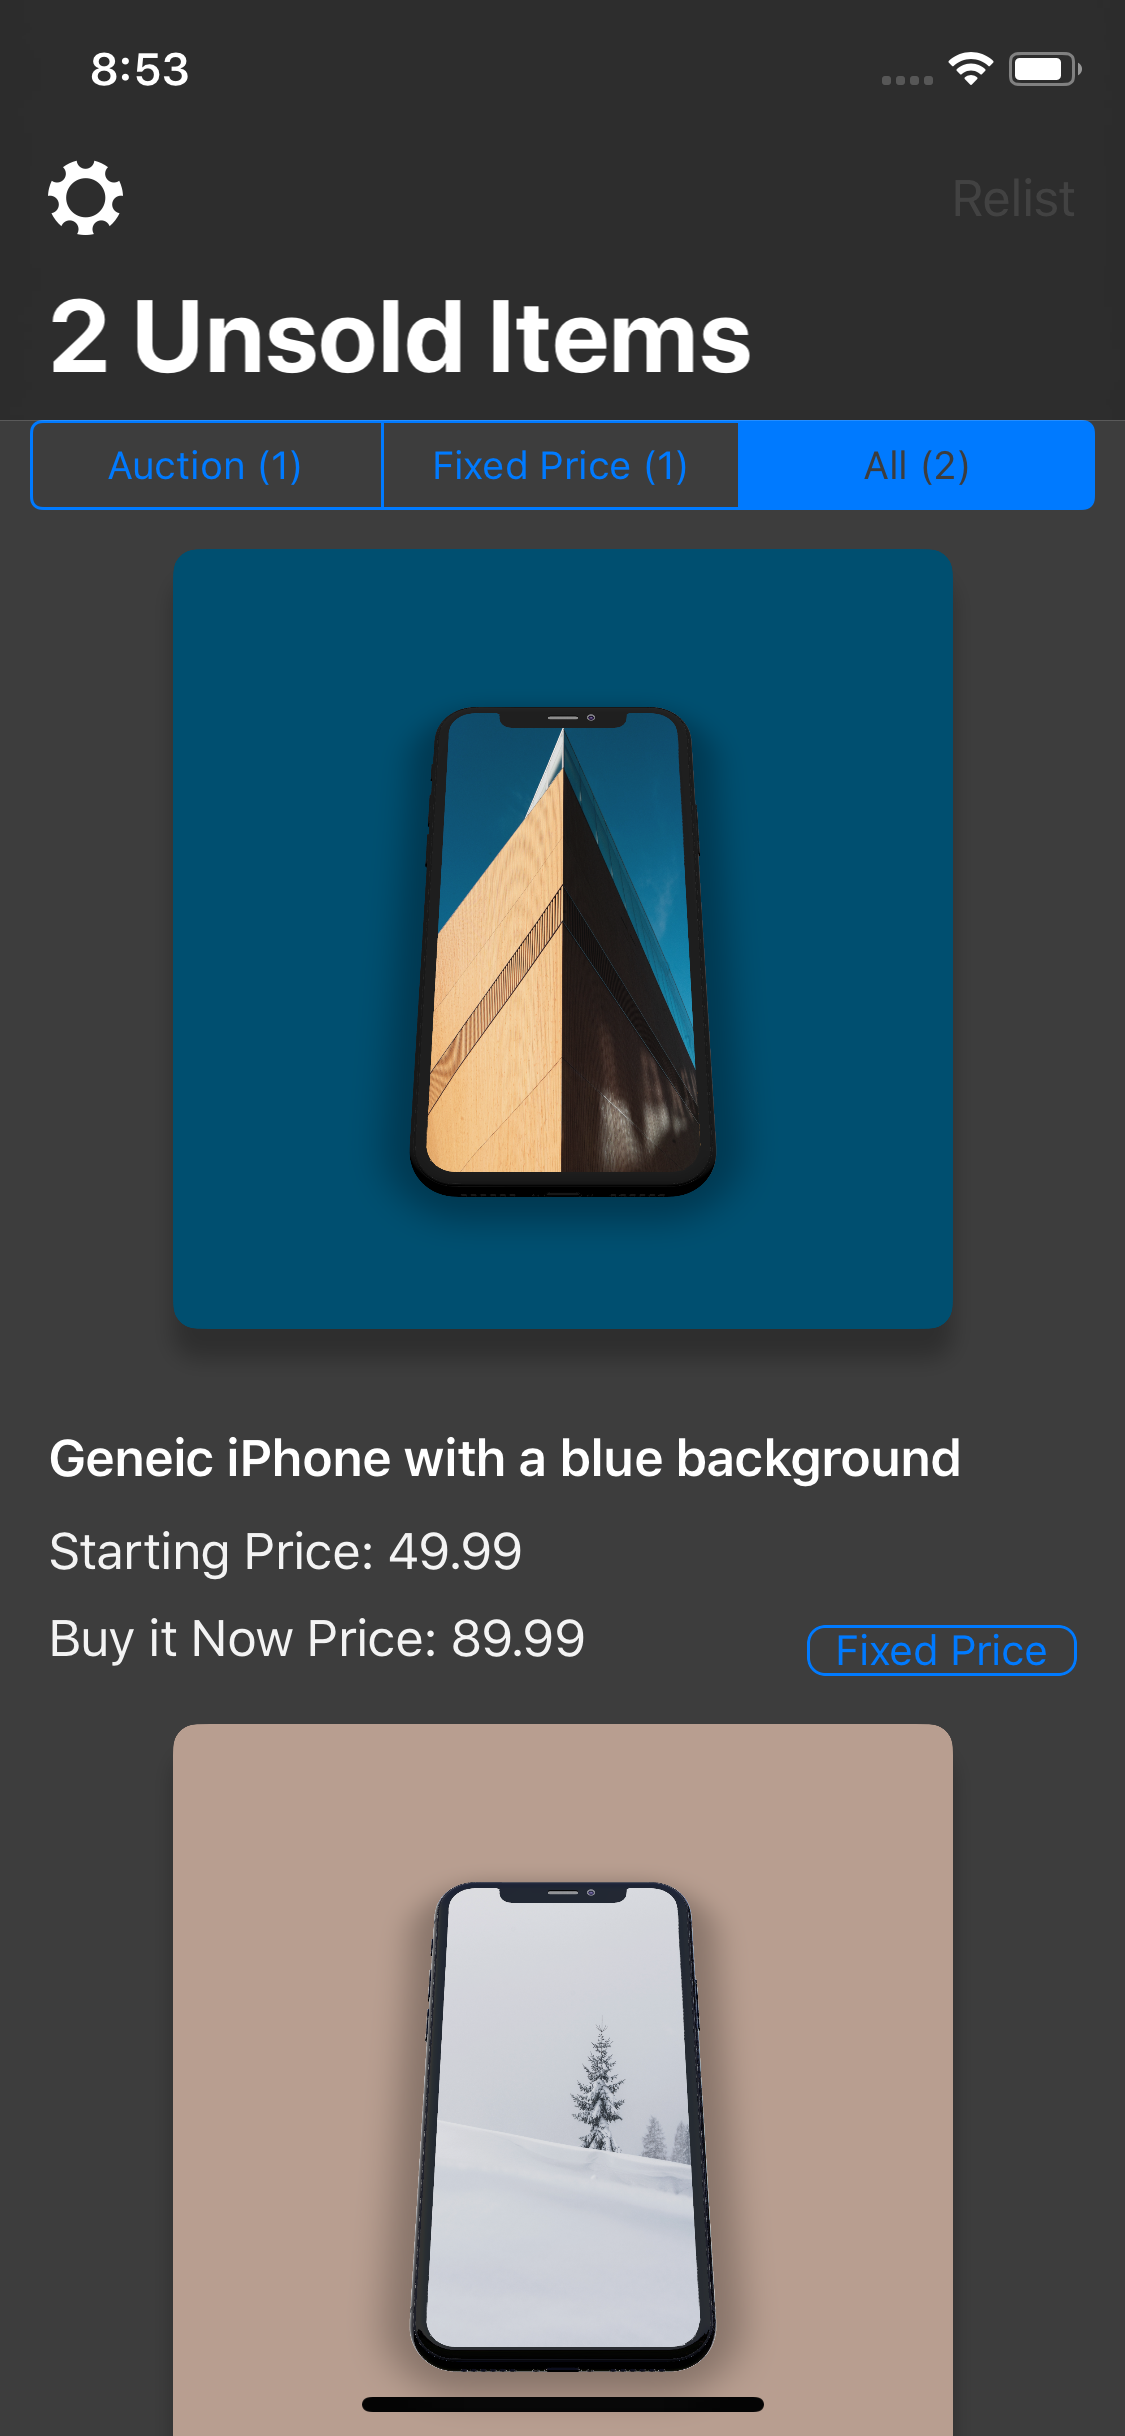 8:53
Relist
2 Unsold Items
Auction (1)
Fixed Price (1)
All (2)
Geneic iPhone with a blue background
Starting Price: 49.99
Buy it Now Price: 89.99
Fixed Price